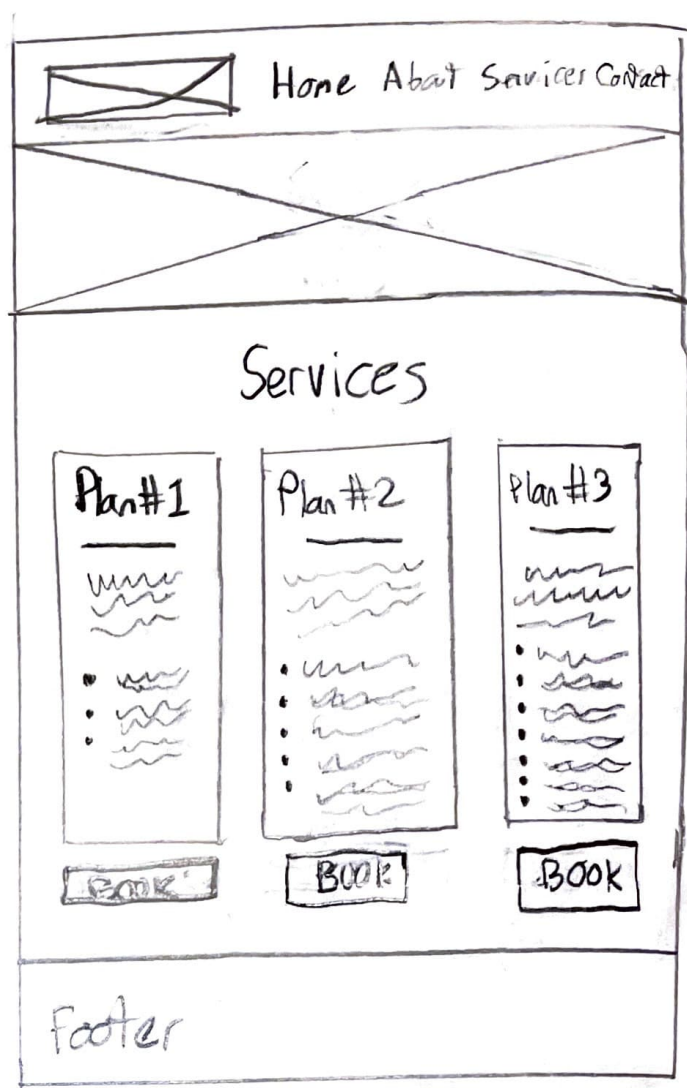 Home About Services Contact
Services
Plan #1 Plan #2 Plan #3
BOOK BOOK BOOK
Footer